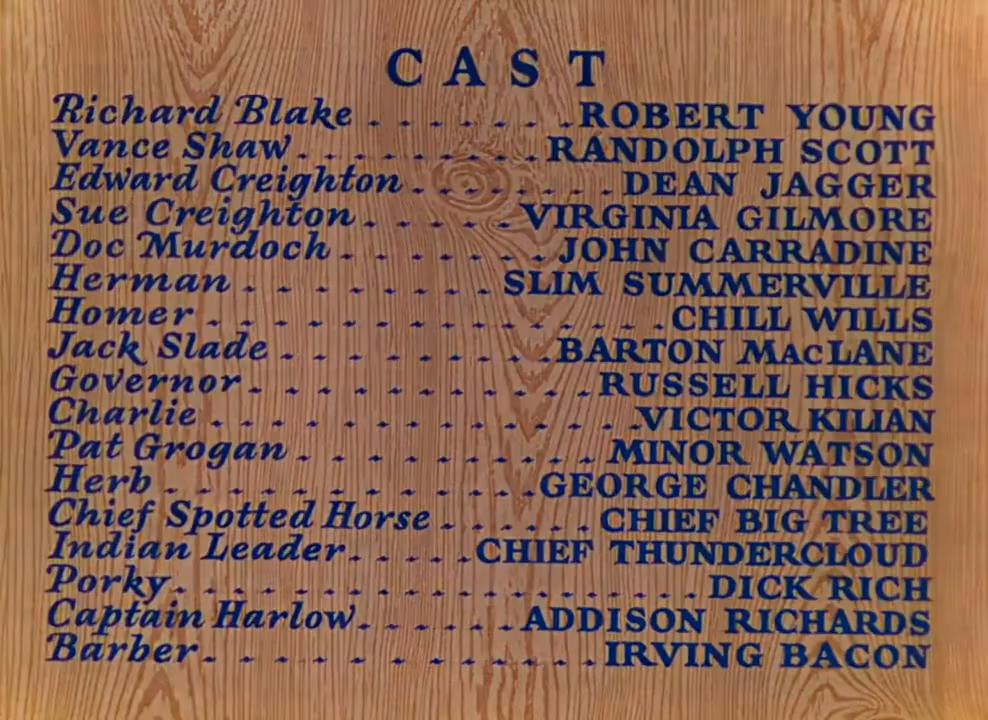 CAST
Richard Blake . . . . . . . ROBERT YOUNG
Vance Shaw . . . . . . . . RANDOLPH SCOTT
Edward Creighton . . . . . . . DEAN JAGGER
Sue Creighton . . . . . VIRGINIA GILMORE
Doc Murdoch . . . . . . . JOHN CARRADINE
Herman . . . . . . . . SLIM SUMMERVILLE
Homer . . . . . . . . . . . . . . CHILL WILLS
Jack Slade . . . . . . . . . BARTON MacLANE
Governor . . . . . . . . . . . RUSSELL HICKS
Charlie . . . . . . . . . . . . . VICTOR KILIAN
Pat Grogan . . . . . . . . . . MINOR WATSON
Herb . . . . . . . . . . . . GEORGE CHANDLER
Chief Spotted Horse . . . . . . CHIEF BIG TREE
Indian Leader . . . . . CHIEF THUNDERCLOUD
Porky . . . . . . . . . . . . . . . . DICK RICH
Captain Harlow . . . . . . ADDISON RICHARDS
Barber . . . . . . . . . . . . IRVING BACON